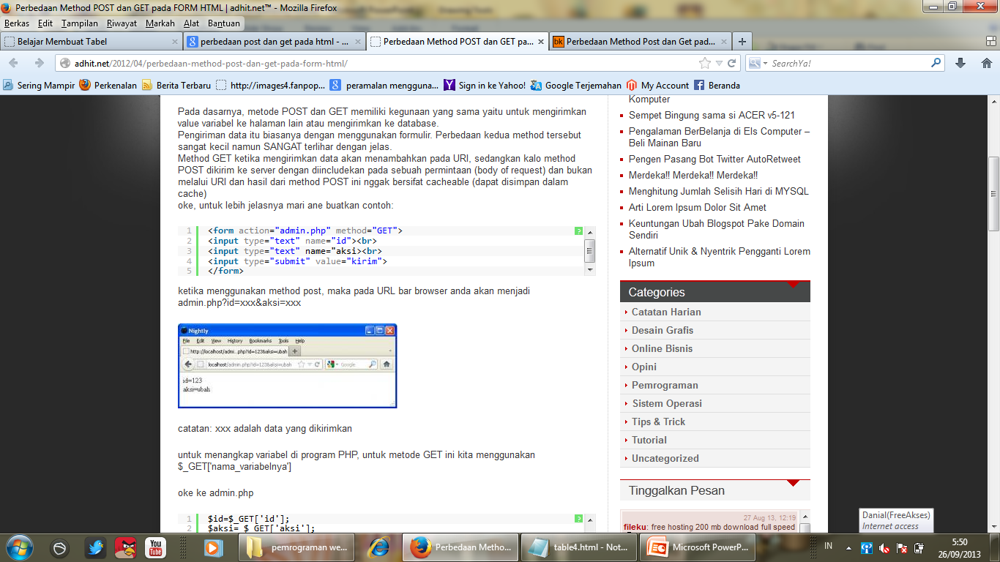 Perbedaan Method POST dan GET pada FORM HTML | adhit.net™ - Mozilla Firefox
Berkas Edit Tampilan Riwayat Markah Alat Bantuan
Belajar Membuat Tabel
perbedaan post dan get pada html - ...
Perbedaan Method POST dan GET pa...
Perbedaan Method Post dan Get pad...
adhit.net/2012/04/perbedaan-method-post-dan-get-pada-form-html/
SearchYa!
Sering Mampir Perkenalan Berita Terbaru http://images4.fanpop... peramalan mengguna... Sign in ke Yahoo! Google Terjemahan My Account Beranda
Pada dasarnya, metode POST dan GET memiliki kegunaan yang sama yaitu untuk mengirimkan
value variabel ke halaman lain atau mengirimkan ke database.
Pengiriman data itu biasanya dengan menggunakan formulir. Perbedaan kedua method tersebut
sangat kecil namun SANGAT terlihar dengan jelas.
Method GET ketika mengirimkan data akan menambahkan pada URI, sedangkan kalo method
POST dikirim ke server dengan diincludekan pada sebuah permintaan (body of request) dan bukan
melalui URI dan hasil dari method POST ini nggak bersifat cacheable (dapat disimpan dalam
cache)
oke, untuk lebih jelasnya mari ane buatkan contoh:
1 <form action="admin.php" method="GET">
2 <input type="text" name="id"><br>
3 <input type="text" name="aksi><br>
4 <input type="submit" value="kirim">
5 </form>
?
ketika menggunakan method post, maka pada URL bar browser anda akan menjadi
admin.php?id=xxx&aksi=xxx
Nightly
File Edit View History Bookmarks Tools Help
http://localhost/admi...php?id=123&aksi=ubah
localhost/admin.php?id=123&aksi=ubah
Google
id=123
aksi=ubah
catatan: xxx adalah data yang dikirimkan
untuk menangkap variabel di program PHP, untuk metode GET ini kita menggunakan
$_GET['nama_variabelnya']
oke ke admin.php
1 $id=$_GET['id'];
2 $aksi= $_GET['aksi'];
?
Komputer
Sempet Bingung sama si ACER v5-121
Pengalaman BerBelanja di Els Computer –
Beli Mainan Baru
Pengen Pasang Bot Twitter AutoRetweet
Merdeka!! Merdeka!! Merdeka!!
Menghitung Jumlah Selisih Hari di MYSQL
Arti Lorem Ipsum Dolor Sit Amet
Keuntungan Ubah Blogspot Pake Domain
Sendiri
Alternatif Unik & Nyentrik Pengganti Lorem
Ipsum
Categories
Catatan Harian
Desain Grafis
Online Bisnis
Opini
Pemrograman
Sistem Operasi
Tips & Trick
Tutorial
Uncategorized
Tinggalkan Pesan
27 Aug 13, 12:19
fileku: free hosting 200 mb download full speed
Danial(FreeAkses)
Internet access
You Tube
pemrograman we...
Perbedaan Metho...
table4.html - Not...
Microsoft PowerP...
IN
5:50
26/09/2013